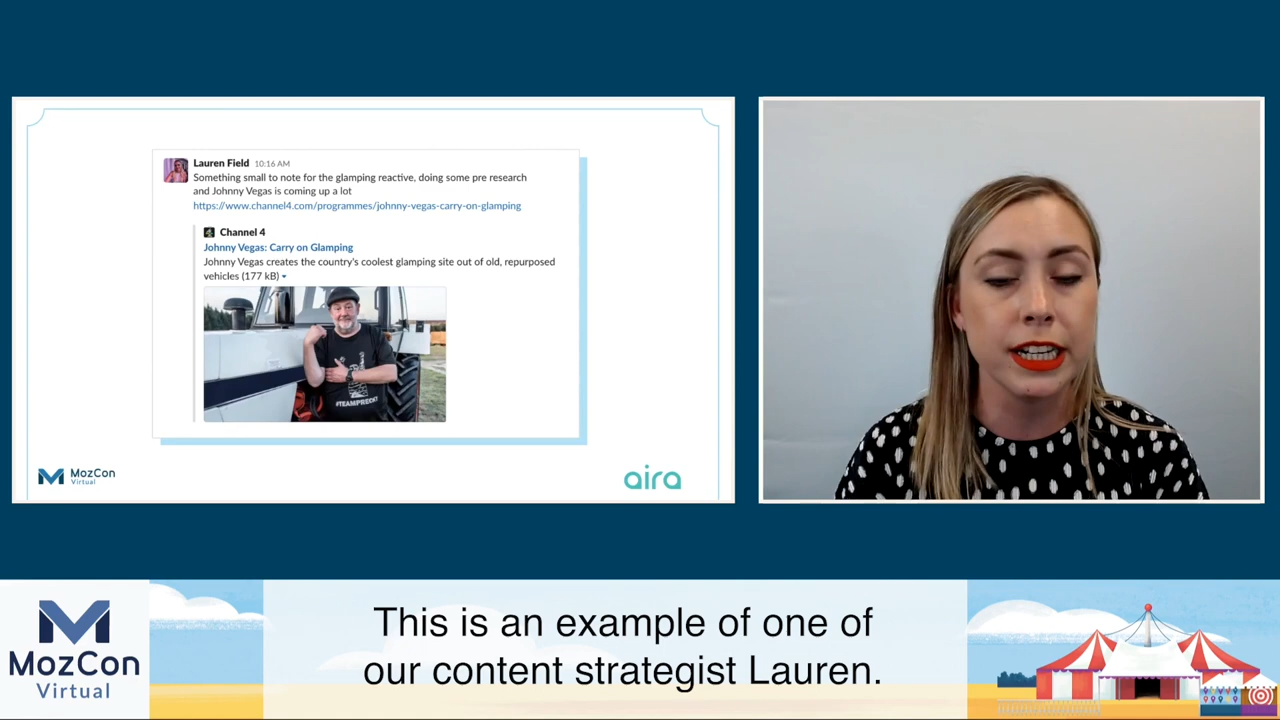 Lauren Field 10:16 AM
Something small to note for the glamping reactive, doing some pre research
and Johnny Vegas is coming up a lot
https://www.channel4.com/programmes/johnny-vegas-carry-on-glamping
Channel 4
Johnny Vegas: Carry on Glamping
Johnny Vegas creates the country's coolest glamping site out of old, repurposed
vehicles (177 kB)
#TEAMPRECKY
MozCon
Virtual
aira
MozCon
Virtual
This is an example of one of
our content strategist Lauren.